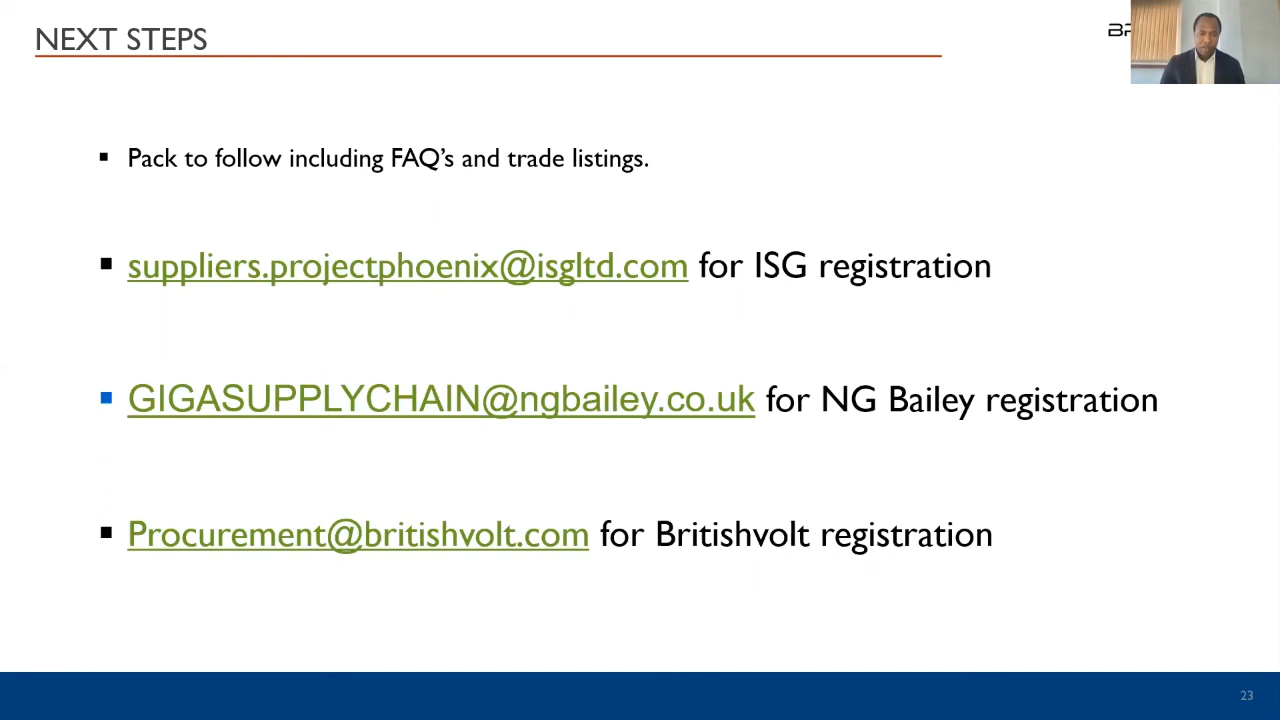 NEXT STEPS
Pack to follow including FAQ's and trade listings.
suppliers.projectphoenix@isgltd.com for ISG registration
GIGASUPPLYCHAIN@ngbailey.co.uk for NG Bailey registration
Procurement@britishvolt.com for Britishvolt registration
23